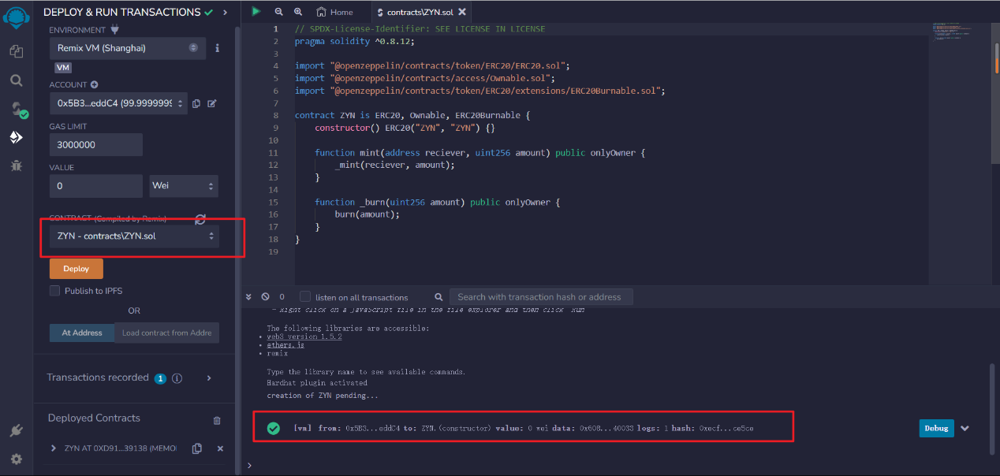 DEPLOY & RUN TRANSACTIONS
ENVIRONMENT
Remix VM (Shanghai)
VM
ACCOUNT
0x5B3...eddC4 (99.9999999
GAS LIMIT
3000000
VALUE
0
Wei
CONTRACT (Compiled by Remix)
ZYN - contracts\ZYN.sol
Deploy
Publish to IPFS
OR
At Address
Load contract from Addre
Transactions recorded 1
Deployed Contracts
ZYN AT 0XD91...39138 (MEMO
Home
contracts\ZYN.sol
1 // SPDX-License-Identifier: SEE LICENSE IN LICENSE
2 pragma solidity ^0.8.12;
3
4 import "@openzeppelin/contracts/token/ERC20/ERC20.sol";
5 import "@openzeppelin/contracts/access/Ownable.sol";
6 import "@openzeppelin/contracts/token/ERC20/extensions/ERC20Burnable.sol";
7
8 contract ZYN is ERC20, Ownable, ERC20Burnable {
9 constructor() ERC20("ZYN", "ZYN") {}
10
11 function mint(address reciever, uint256 amount) public onlyOwner {
12 _mint(reciever, amount);
13 }
14
15 function _burn(uint256 amount) public onlyOwner {
16 burn(amount);
17 }
18 }
19
0
listen on all transactions
Search with transaction hash or address
- Right click on a JavaScript file in the file explorer and then click `Run`
The following libraries are accessible:
• web3 version 1.5.2
• ethers.js
• remix
Type the library name to see available commands.
Hardhat plugin activated
creation of ZYN pending...
[vm] from: 0x5B3...eddC4 to: ZYN.(constructor) value: 0 wei data: 0x608...40033 logs: 1 hash: 0xecf...ce5ce
Debug
>